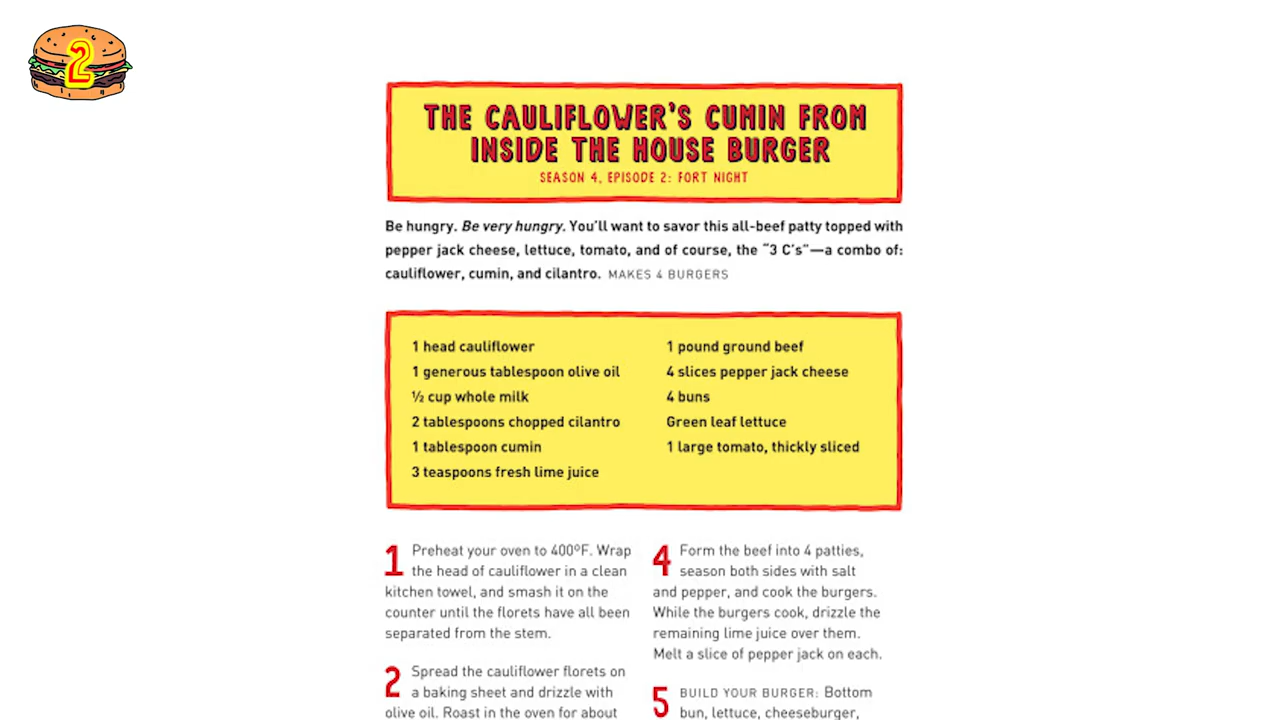 2
THE CAULIFLOWER'S CUMIN FROM
INSIDE THE HOUSE BURGER
SEASON 4, EPISODE 2: FORT NIGHT
Be hungry. Be very hungry. You'll want to savor this all-beef patty topped with
pepper jack cheese, lettuce, tomato, and of course, the “3 C's”—a combo of:
cauliflower, cumin, and cilantro. MAKES 4 BURGERS
1 head cauliflower
1 generous tablespoon olive oil
½ cup whole milk
2 tablespoons chopped cilantro
1 tablespoon cumin
3 teaspoons fresh lime juice
1 pound ground beef
4 slices pepper jack cheese
4 buns
Green leaf lettuce
1 large tomato, thickly sliced
1 Preheat your oven to 400ºF. Wrap
the head of cauliflower in a clean
kitchen towel, and smash it on the
counter until the florets have all been
separated from the stem.
2 Spread the cauliflower florets on
a baking sheet and drizzle with
olive oil. Roast in the oven for about
4 Form the beef into 4 patties,
season both sides with salt
and pepper, and cook the burgers.
While the burgers cook, drizzle the
remaining lime juice over them.
Melt a slice of pepper jack on each.
5 BUILD YOUR BURGER: Bottom
bun, lettuce, cheeseburger,